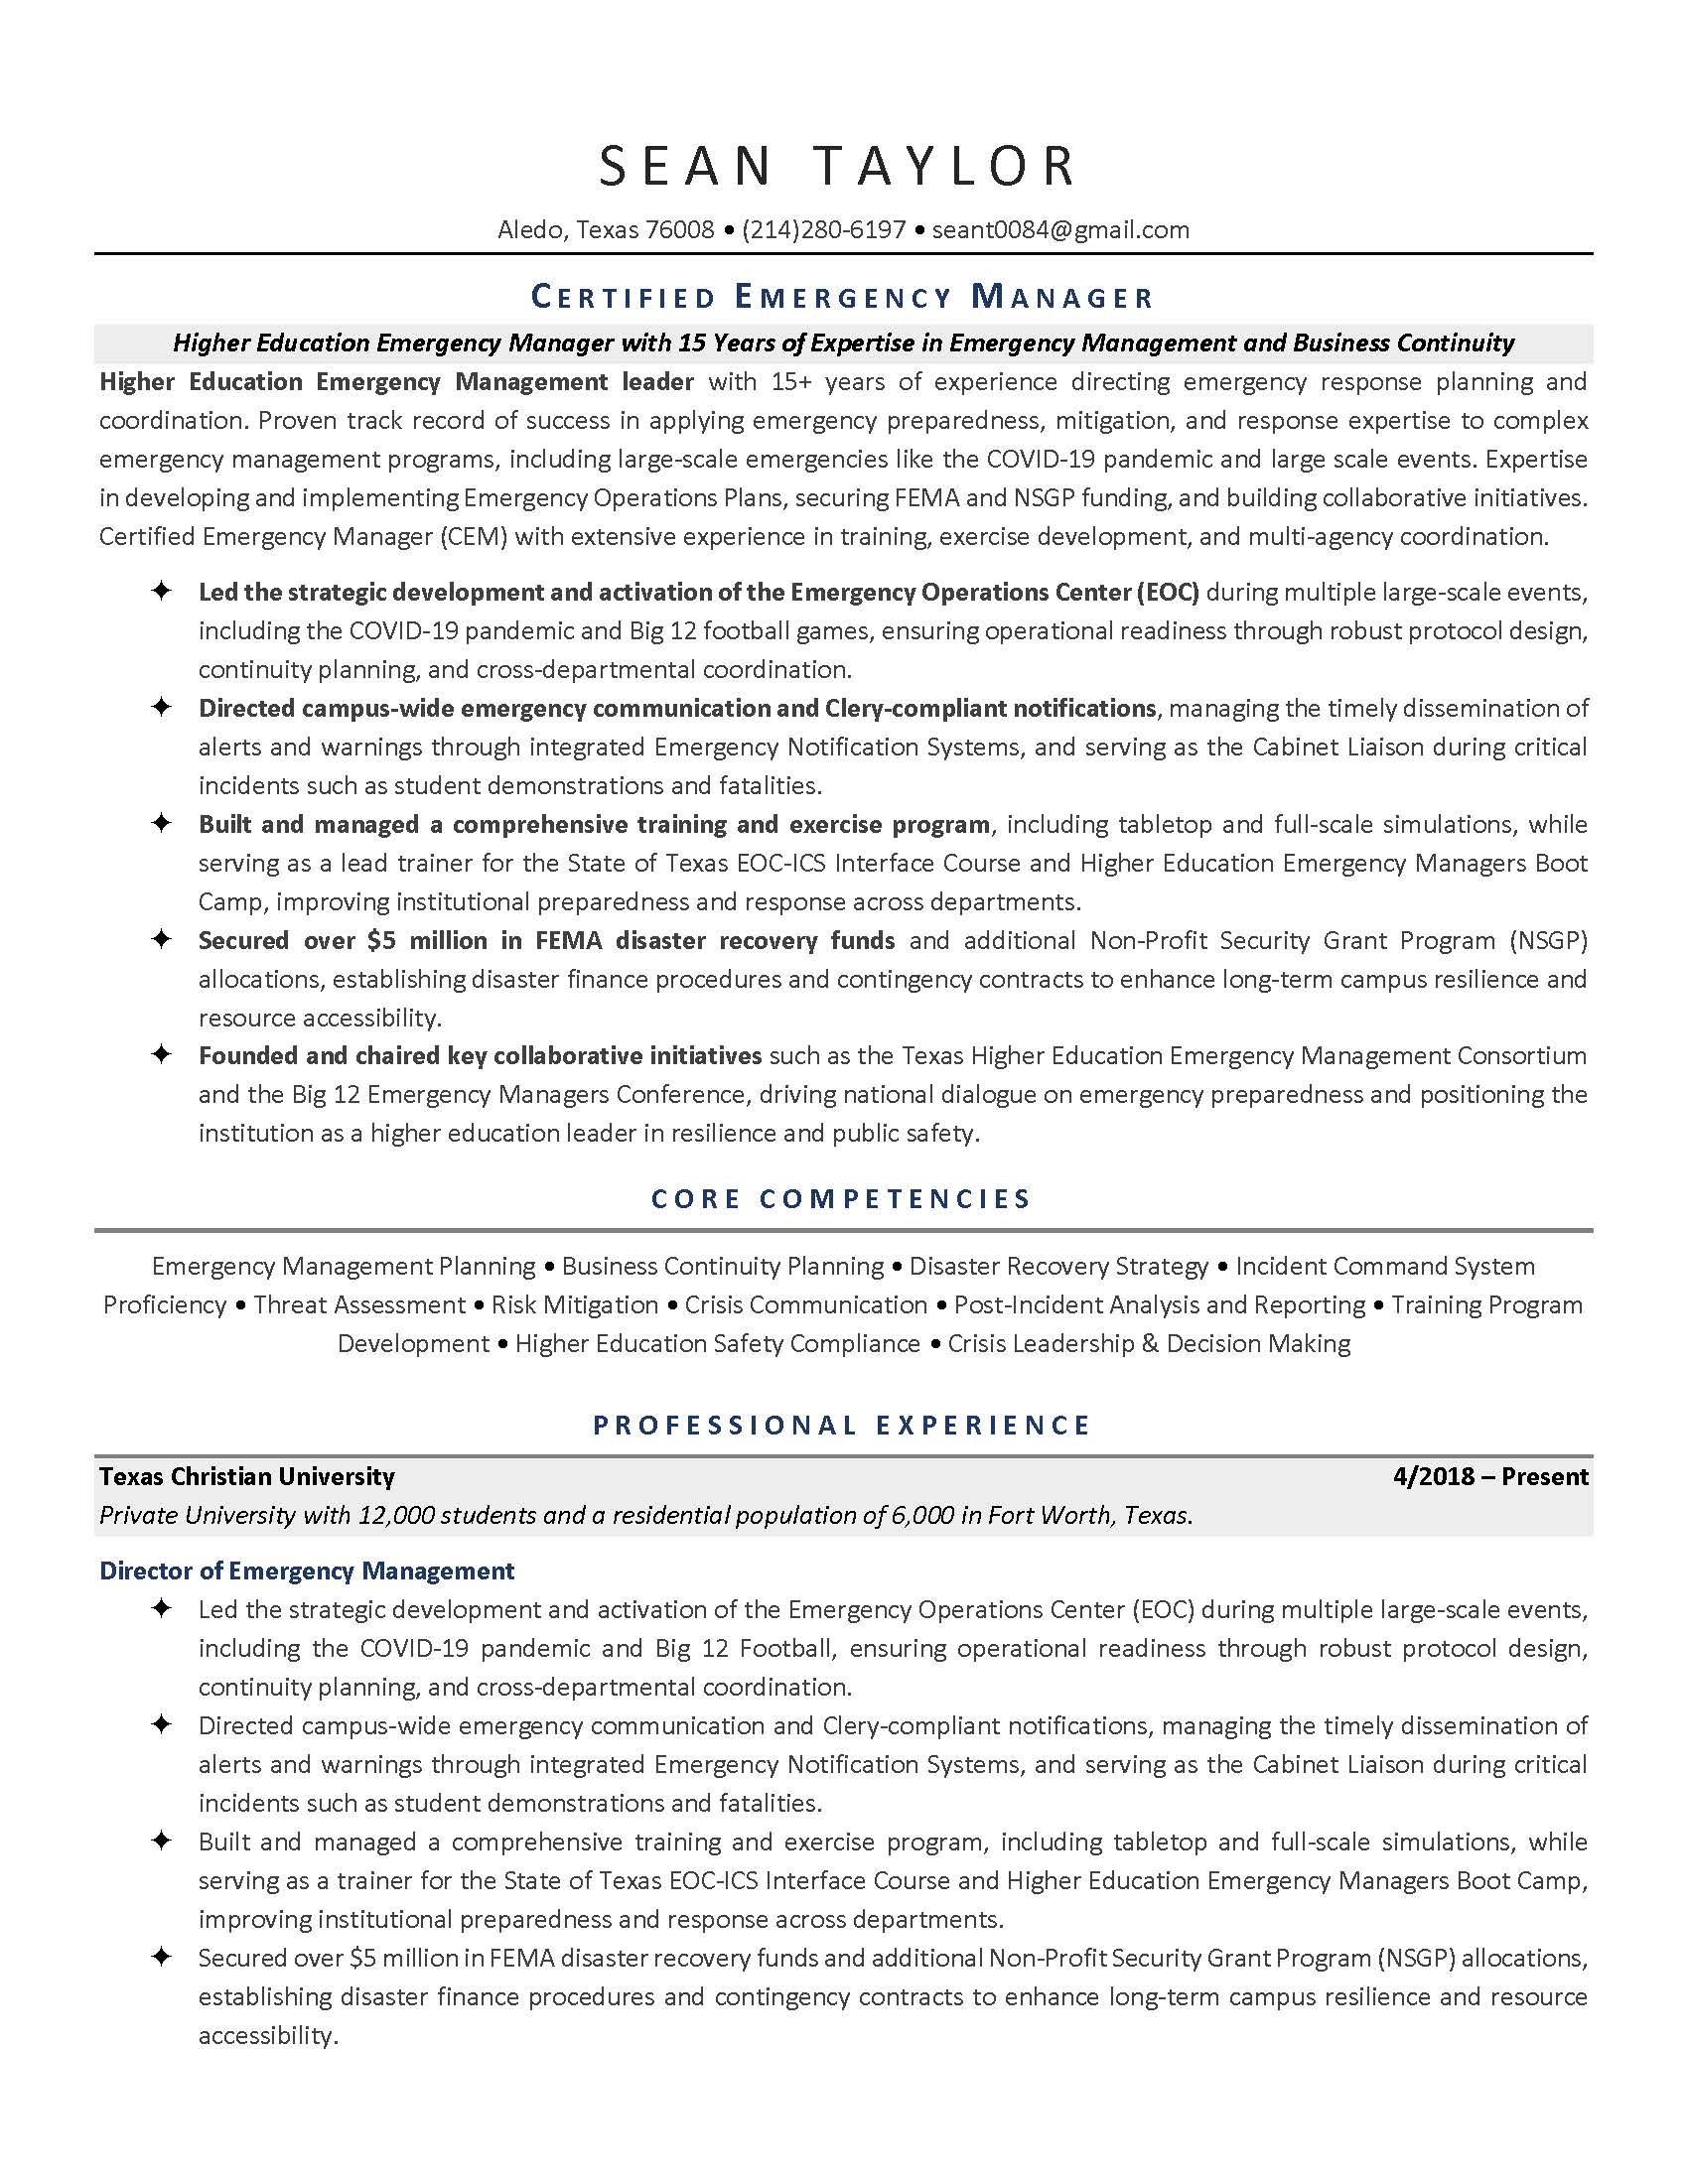 SEAN TAYLOR
Aledo, Texas 76008 • (214)280-6197 • seant0084@gmail.com
CERTIFIED EMERGENCY MANAGER
Higher Education Emergency Manager with 15 Years of Expertise in Emergency Management and Business Continuity
Higher Education Emergency Management leader with 15+ years of experience directing emergency response planning and
coordination. Proven track record of success in applying emergency preparedness, mitigation, and response expertise to complex
emergency management programs, including large-scale emergencies like the COVID-19 pandemic and large scale events. Expertise
in developing and implementing Emergency Operations Plans, securing FEMA and NSGP funding, and building collaborative initiatives.
Certified Emergency Manager (CEM) with extensive experience in training, exercise development, and multi-agency coordination.
✦ Led the strategic development and activation of the Emergency Operations Center (EOC) during multiple large-scale events,
including the COVID-19 pandemic and Big 12 football games, ensuring operational readiness through robust protocol design,
continuity planning, and cross-departmental coordination.
✦ Directed campus-wide emergency communication and Clery-compliant notifications, managing the timely dissemination of
alerts and warnings through integrated Emergency Notification Systems, and serving as the Cabinet Liaison during critical
incidents such as student demonstrations and fatalities.
✦ Built and managed a comprehensive training and exercise program, including tabletop and full-scale simulations, while
serving as a lead trainer for the State of Texas EOC-ICS Interface Course and Higher Education Emergency Managers Boot
Camp, improving institutional preparedness and response across departments.
✦ Secured over $5 million in FEMA disaster recovery funds and additional Non-Profit Security Grant Program (NSGP)
allocations, establishing disaster finance procedures and contingency contracts to enhance long-term campus resilience and
resource accessibility.
✦ Founded and chaired key collaborative initiatives such as the Texas Higher Education Emergency Management Consortium
and the Big 12 Emergency Managers Conference, driving national dialogue on emergency preparedness and positioning the
institution as a higher education leader in resilience and public safety.
CORE COMPETENCIES
Emergency Management Planning • Business Continuity Planning • Disaster Recovery Strategy • Incident Command System
Proficiency • Threat Assessment • Risk Mitigation • Crisis Communication • Post-Incident Analysis and Reporting • Training Program
Development • Higher Education Safety Compliance • Crisis Leadership & Decision Making
PROFESSIONAL EXPERIENCE
Texas Christian University 4/2018 – Present
Private University with 12,000 students and a residential population of 6,000 in Fort Worth, Texas.
Director of Emergency Management
✦ Led the strategic development and activation of the Emergency Operations Center (EOC) during multiple large-scale events,
including the COVID-19 pandemic and Big 12 Football, ensuring operational readiness through robust protocol design,
continuity planning, and cross-departmental coordination.
✦ Directed campus-wide emergency communication and Clery-compliant notifications, managing the timely dissemination of
alerts and warnings through integrated Emergency Notification Systems, and serving as the Cabinet Liaison during critical
incidents such as student demonstrations and fatalities.
✦ Built and managed a comprehensive training and exercise program, including tabletop and full-scale simulations, while
serving as a trainer for the State of Texas EOC-ICS Interface Course and Higher Education Emergency Managers Boot Camp,
improving institutional preparedness and response across departments.
✦ Secured over $5 million in FEMA disaster recovery funds and additional Non-Profit Security Grant Program (NSGP) allocations,
establishing disaster finance procedures and contingency contracts to enhance long-term campus resilience and resource
accessibility.